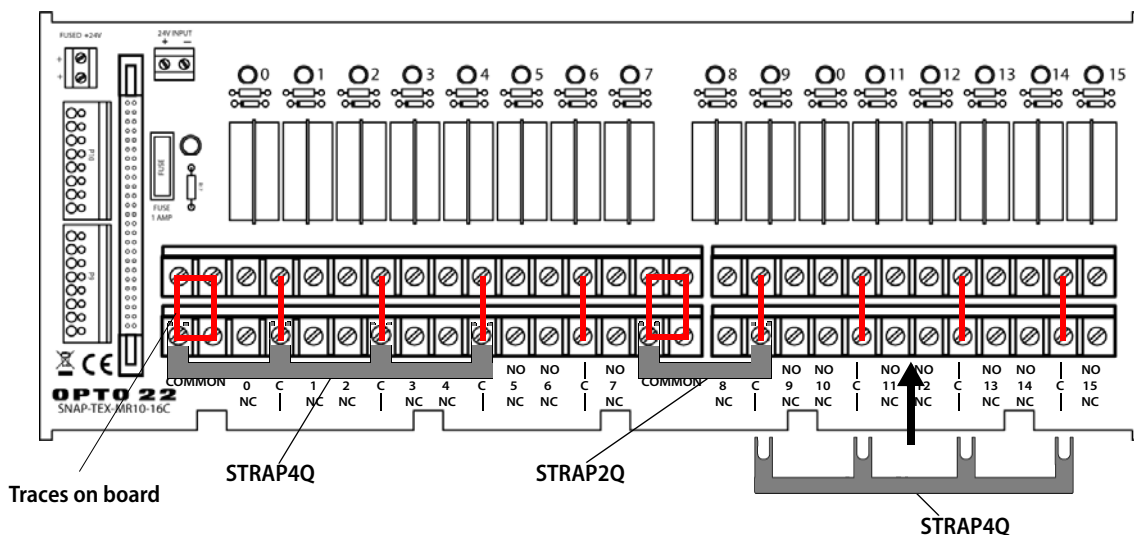 FUSED +24V
24V INPUT
+ −
+
+
0 1 2 3 4 5 6 7 8 9 0 11 12 13 14 15
P10
FUSE
FUSE
1 AMP
P9
OPTO 22
SNAP-TEX-MR10-16C
NO NO NO NO NO NO NO NO NO
COMMON 0 C 1 2 C 3 4 C 5 6 C 7 COMMON 8 C 9 10 C 11 12 C 13 14 C 15
NC NC NC NC NC NC NC NC NC NC NC NC NC NC NC NC
STRAP4Q
STRAP2Q
Traces on board
STRAP4Q